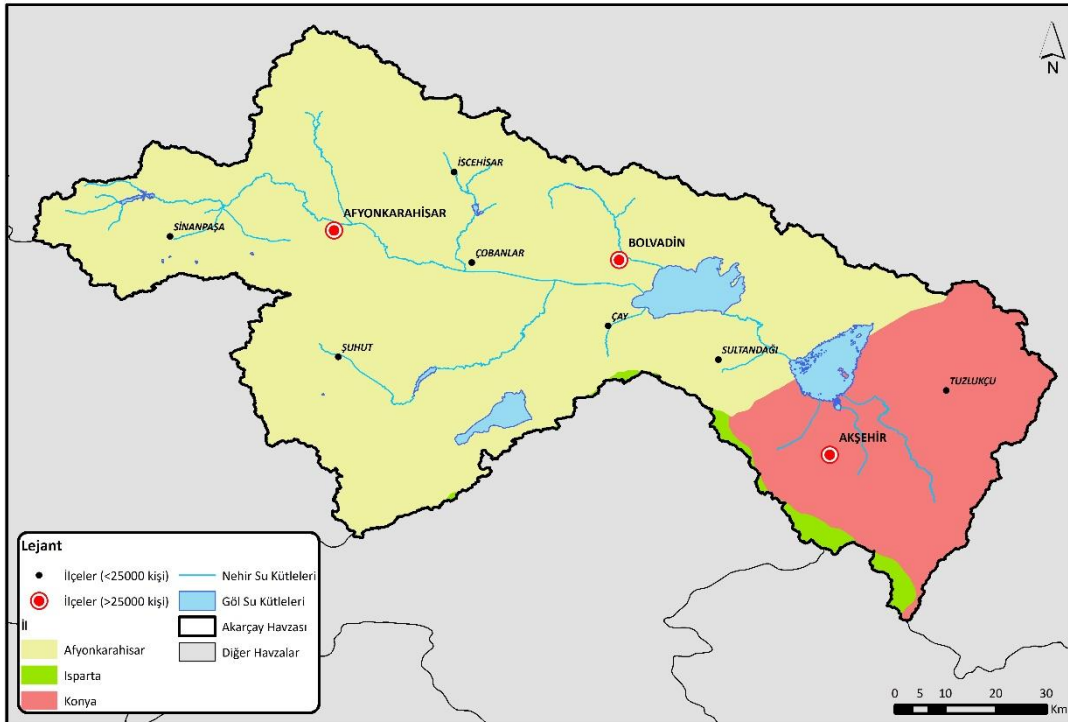 N
İSCEHİSAR
AFYONKARAHİSAR
SİNANPAŞA
BOLVADİN
ÇOBANLAR
ÇAY
ŞUHUT
SULTANDAĞI
TUZLUKÇU
AKŞEHİR
Lejant
İlçeler (<25000 kişi)
İlçeler (>25000 kişi)
İl
Afyonkarahisar
Isparta
Konya
Nehir Su Kütleleri
Göl Su Kütleleri
Akarçay Havzası
Diğer Havzalar
0 5 10 20 30
Km